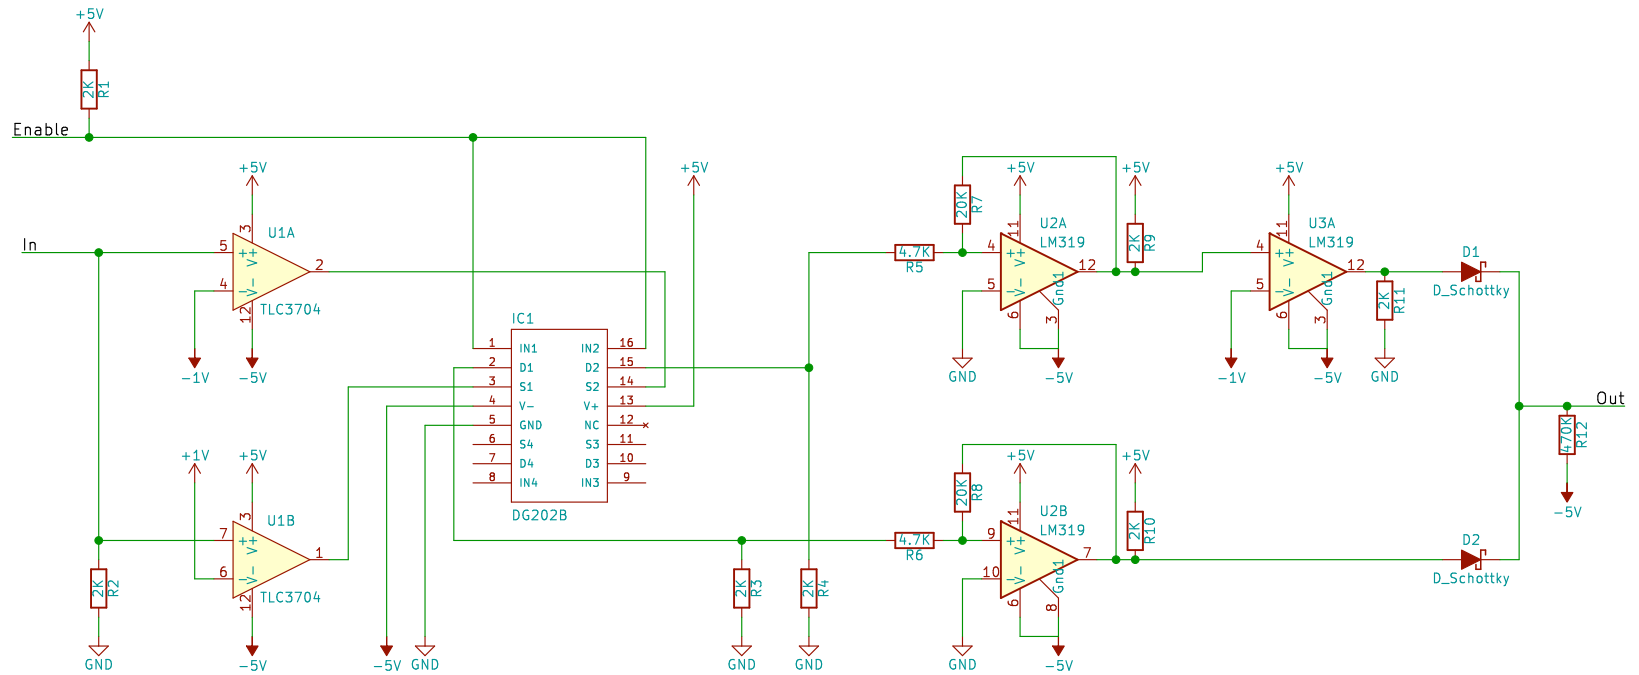 +5V
2K
R1
Enable
In
+5V
3
U1A
5
4
2
+
+
−
V
V-
12
TLC3704
-1V
-5V
+1V
+5V
3
U1B
7
6
1
+
+
−
V
V-
12
TLC3704
2K
R2
GND
-5V
-5V
GND
IC1
1 IN1 IN2 16
2 D1 D2 15
3 S1 S2 14
4 V- V+ 13
5 GND NC 12
6 S4 S3 11
7 D4 D3 10
8 IN4 IN3 9
DG202B
+5V
2K
R3
GND
2K
R4
GND
4.7K
R5
20K
R7
+5V
11
U2A
LM319
4
5
12
+
+
−
V
V-
Gnd1
6
3
GND
-5V
+5V
2K
R9
+5V
11
U3A
LM319
4
5
12
+
+
−
V
V-
Gnd1
6
3
-1V
-5V
2K
R11
GND
D1
D_Schottky
4.7K
R6
20K
R8
+5V
11
U2B
LM319
9
10
7
+
+
−
V
V-
Gnd1
6
8
GND
-5V
+5V
2K
R10
D2
D_Schottky
Out
470K
R12
-5V